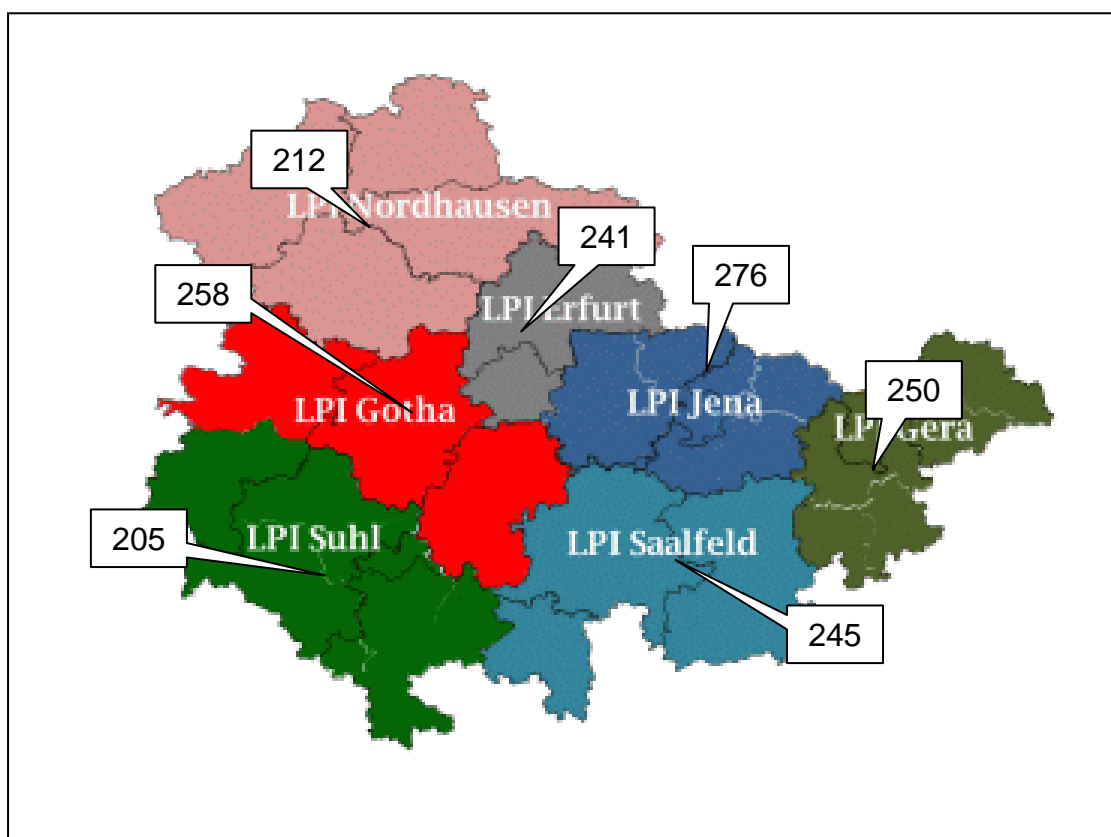 212
LPI Nordhausen
241
276
258
LPI Erfurt
250
LPI Gotha
LPI Jena
LPI Gera
205
LPI Suhl
LPI Saalfeld
245